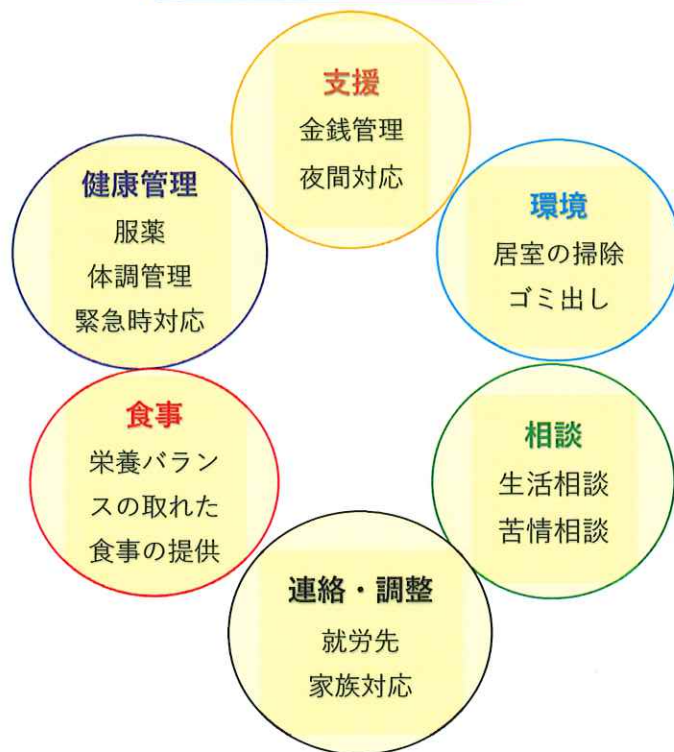 支援
金銭管理
夜間対応
環境
居室の掃除
ゴミ出し
相談
生活相談
苦情相談
連絡・調整
就労先
家族対応
食事
栄養バラン
スの取れた
食事の提供
健康管理
服薬
体調管理
緊急時対応